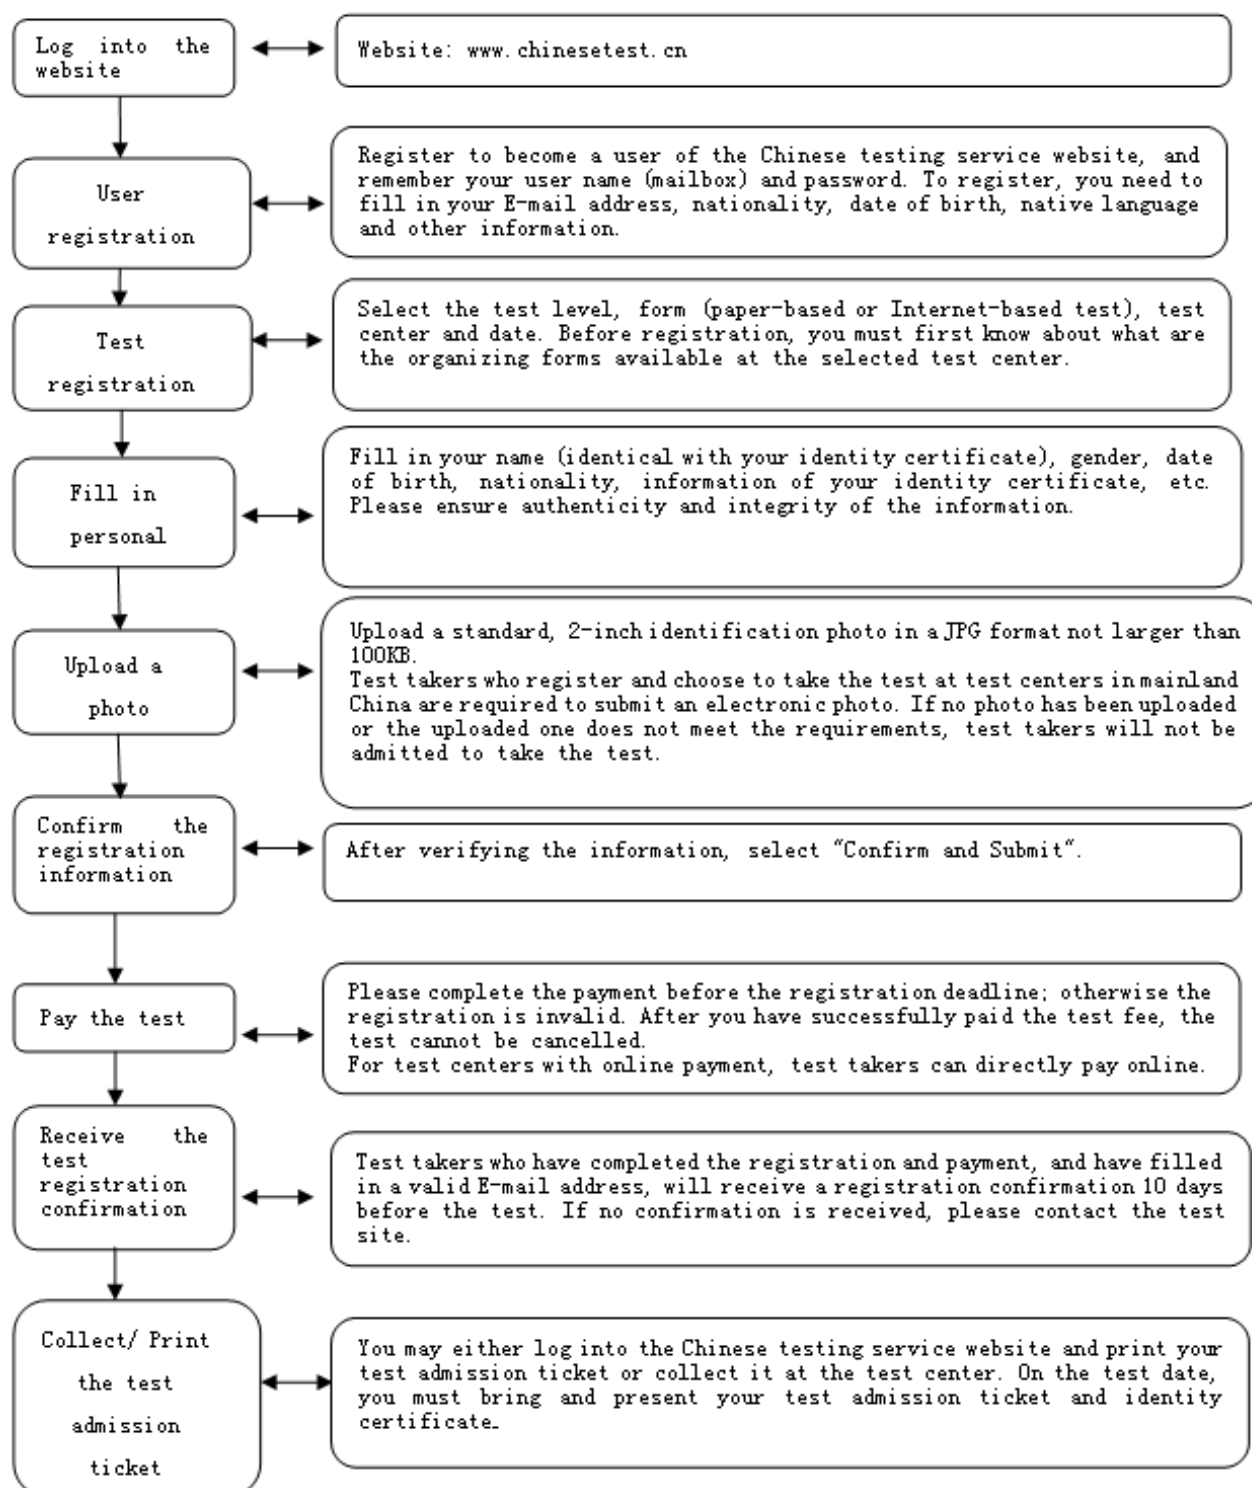 Log into the
website
Website: www.chinesetest.cn
User
registration
Register to become a user of the Chinese testing service website, and
remember your user name (mailbox) and password. To register, you need to
fill in your E-mail address, nationality, date of birth, native language
and other information.
Test
registration
Select the test level, form (paper-based or Internet-based test), test
center and date. Before registration, you must first know about what are
the organizing forms available at the selected test center.
Fill in
personal
Fill in your name (identical with your identity certificate), gender, date
of birth, nationality, information of your identity certificate, etc.
Please ensure authenticity and integrity of the information.
Upload a
photo
Upload a standard, 2-inch identification photo in a JPG format not larger than
100KB.
Test takers who register and choose to take the test at test centers in mainland
China are required to submit an electronic photo. If no photo has been uploaded
or the uploaded one does not meet the requirements, test takers will not be
admitted to take the test.
Confirm the
registration
information
After verifying the information, select "Confirm and Submit".
Pay the test
Please complete the payment before the registration deadline; otherwise the
registration is invalid. After you have successfully paid the test fee, the
test cannot be cancelled.
For test centers with online payment, test takers can directly pay online.
Receive the
test
registration
confirmation
Test takers who have completed the registration and payment, and have filled
in a valid E-mail address, will receive a registration confirmation 10 days
before the test. If no confirmation is received, please contact the test
site.
Collect/ Print
the test
admission
ticket
You may either log into the Chinese testing service website and print your
test admission ticket or collect it at the test center. On the test date,
you must bring and present your test admission ticket and identity
certificate.